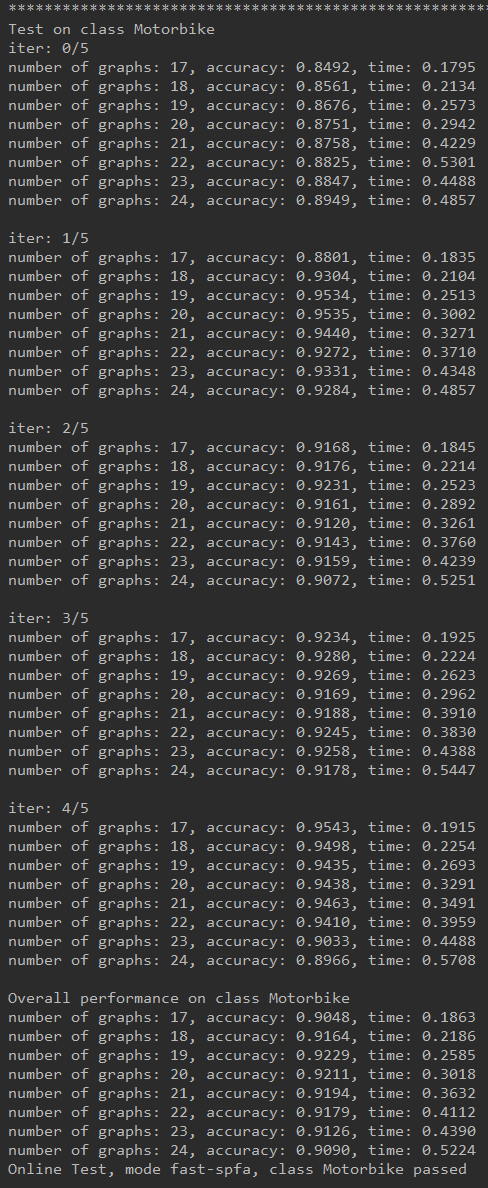 ******************************************************
Test on class Motorbike
iter: 0/5
number of graphs: 17, accuracy: 0.8492, time: 0.1795
number of graphs: 18, accuracy: 0.8561, time: 0.2134
number of graphs: 19, accuracy: 0.8676, time: 0.2573
number of graphs: 20, accuracy: 0.8751, time: 0.2942
number of graphs: 21, accuracy: 0.8758, time: 0.4229
number of graphs: 22, accuracy: 0.8825, time: 0.5301
number of graphs: 23, accuracy: 0.8847, time: 0.4488
number of graphs: 24, accuracy: 0.8949, time: 0.4857
iter: 1/5
number of graphs: 17, accuracy: 0.8801, time: 0.1835
number of graphs: 18, accuracy: 0.9304, time: 0.2104
number of graphs: 19, accuracy: 0.9534, time: 0.2513
number of graphs: 20, accuracy: 0.9535, time: 0.3002
number of graphs: 21, accuracy: 0.9440, time: 0.3271
number of graphs: 22, accuracy: 0.9272, time: 0.3710
number of graphs: 23, accuracy: 0.9331, time: 0.4348
number of graphs: 24, accuracy: 0.9284, time: 0.4857
iter: 2/5
number of graphs: 17, accuracy: 0.9168, time: 0.1845
number of graphs: 18, accuracy: 0.9176, time: 0.2214
number of graphs: 19, accuracy: 0.9231, time: 0.2523
number of graphs: 20, accuracy: 0.9161, time: 0.2892
number of graphs: 21, accuracy: 0.9120, time: 0.3261
number of graphs: 22, accuracy: 0.9143, time: 0.3760
number of graphs: 23, accuracy: 0.9159, time: 0.4239
number of graphs: 24, accuracy: 0.9072, time: 0.5251
iter: 3/5
number of graphs: 17, accuracy: 0.9234, time: 0.1925
number of graphs: 18, accuracy: 0.9280, time: 0.2224
number of graphs: 19, accuracy: 0.9269, time: 0.2623
number of graphs: 20, accuracy: 0.9169, time: 0.2962
number of graphs: 21, accuracy: 0.9188, time: 0.3910
number of graphs: 22, accuracy: 0.9245, time: 0.3830
number of graphs: 23, accuracy: 0.9258, time: 0.4388
number of graphs: 24, accuracy: 0.9178, time: 0.5447
iter: 4/5
number of graphs: 17, accuracy: 0.9543, time: 0.1915
number of graphs: 18, accuracy: 0.9498, time: 0.2254
number of graphs: 19, accuracy: 0.9435, time: 0.2693
number of graphs: 20, accuracy: 0.9438, time: 0.3291
number of graphs: 21, accuracy: 0.9463, time: 0.3491
number of graphs: 22, accuracy: 0.9410, time: 0.3959
number of graphs: 23, accuracy: 0.9033, time: 0.4488
number of graphs: 24, accuracy: 0.8966, time: 0.5708
Overall performance on class Motorbike
number of graphs: 17, accuracy: 0.9048, time: 0.1863
number of graphs: 18, accuracy: 0.9164, time: 0.2186
number of graphs: 19, accuracy: 0.9229, time: 0.2585
number of graphs: 20, accuracy: 0.9211, time: 0.3018
number of graphs: 21, accuracy: 0.9194, time: 0.3632
number of graphs: 22, accuracy: 0.9179, time: 0.4112
number of graphs: 23, accuracy: 0.9126, time: 0.4390
number of graphs: 24, accuracy: 0.9090, time: 0.5224
Online Test, mode fast-spfa, class Motorbike passed